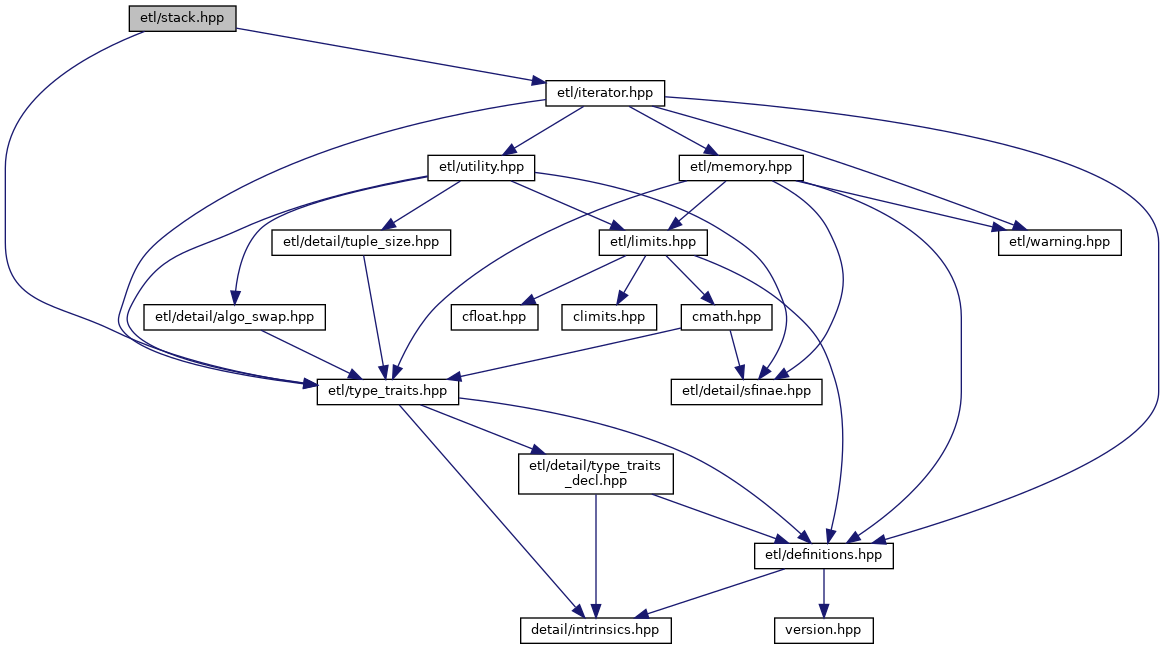 etl/stack.hpp
etl/iterator.hpp
etl/utility.hpp
etl/memory.hpp
etl/detail/tuple_size.hpp
etl/limits.hpp
etl/warning.hpp
etl/detail/algo_swap.hpp
cfloat.hpp
climits.hpp
cmath.hpp
etl/type_traits.hpp
etl/detail/sfinae.hpp
etl/detail/type_traits
_decl.hpp
etl/definitions.hpp
detail/intrinsics.hpp
version.hpp